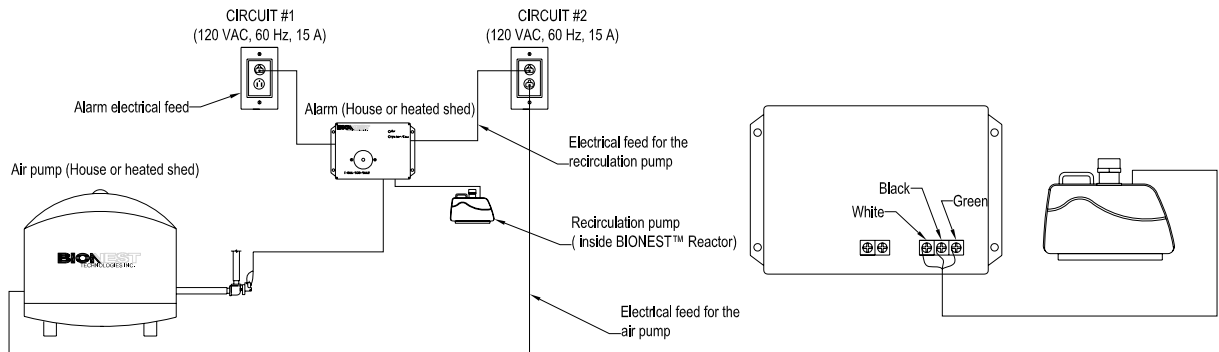 CIRCUIT #1
(120 VAC, 60 Hz, 15 A)
CIRCUIT #2
(120 VAC, 60 Hz, 15 A)
Alarm electrical feed
Alarm (House or heated shed)
Electrical feed for the
recirculation pump
Air pump (House or heated shed)
BIONEST
TECHNOLOGIES INC.
Recirculation pump
( inside BIONEST™ Reactor)
Electrical feed for the
air pump
Black
White
Green